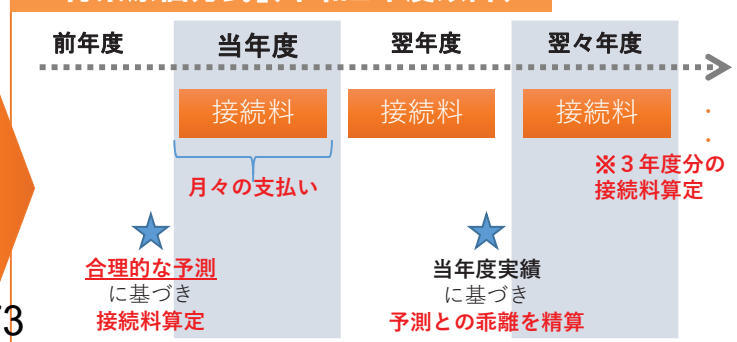 前年度
当年度
翌年度
翌々年度
接続料
接続料
接続料
月々の支払い
※３年度分の
接続料算定
合理的な予測
に基づき
接続料算定
当年度実績
に基づき
予測との乖離を精算